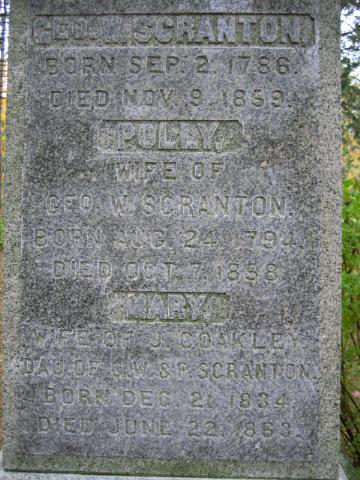 GEO. W. SCRANTON.
BORN SEP. 2. 1786.
DIED NOV. 9. 1859.
POLLY.
WIFE OF
GEO. W. SCRANTON.
BORN AUG. 24. 1794.
DIED OCT. 7. 1858.
MARY.
WIFE OF J. COAKLEY.
DAU. OF G. W. & P. SCRANTON.
BORN DEC. 21. 1834.
DIED JUNE 22. 1863.